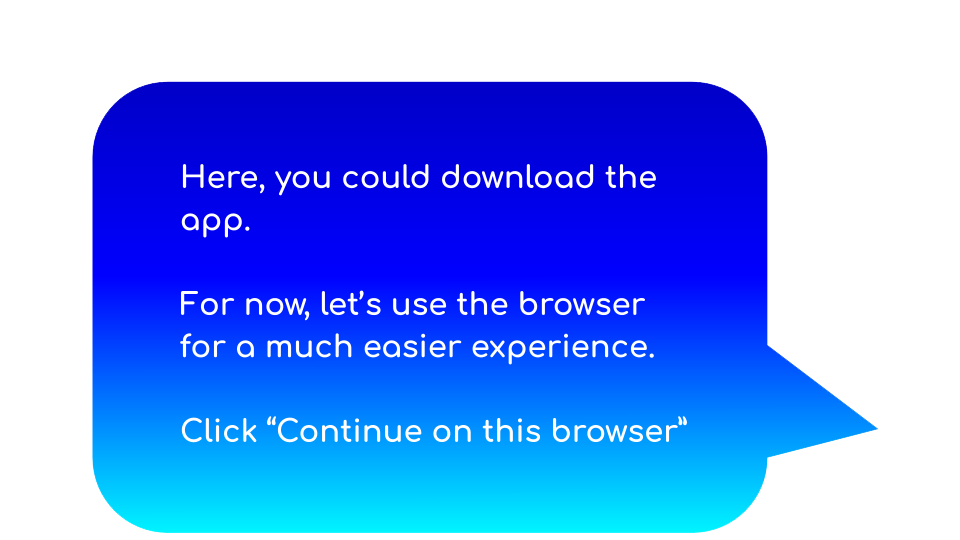 Here, you could download the
app.
For now, let’s use the browser
for a much easier experience.
Click “Continue on this browser”